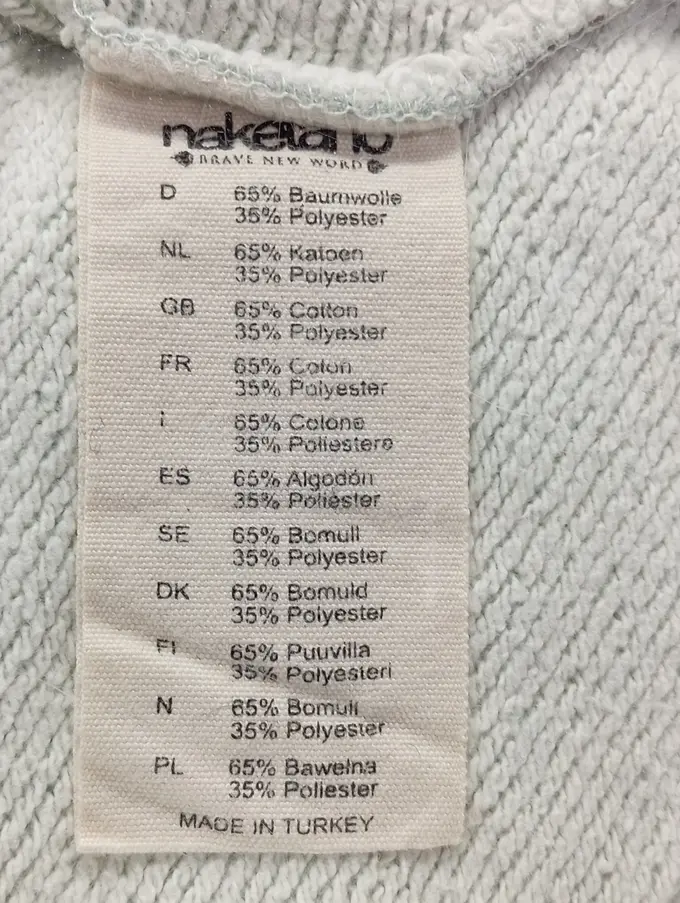 naketano
BRAVE NEW WORD
D 65% Baumwolle
35% Polyester
NL 65% Katoen
35% Polyester
GB 65% Cotton
35% Polyester
FR 65% Coton
35% Polyester
I 65% Cotone
35% Poliestere
ES 65% Algodón
35% Poliéster
SE 65% Bomull
35% Polyester
DK 65% Bomuld
35% Polyester
FI 65% Puuvilla
35% Polyesteri
N 65% Bomull
35% Polyester
PL 65% Bawełna
35% Poliester
MADE IN TURKEY